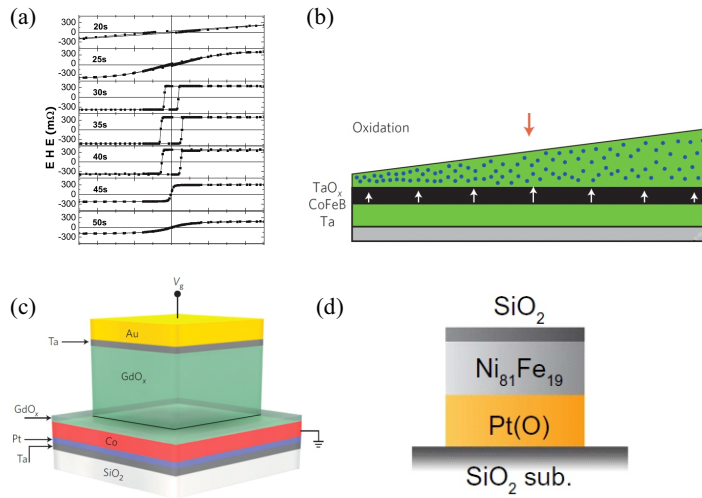 (a)
E H E (mΩ)
300
0
-300
20s
300
0
-300
25s
300
0
-300
30s
300
0
-300
35s
300
0
-300
40s
300
0
-300
45s
300
0
-300
50s
(b)
Oxidation
TaOₓ
CoFeB
Ta
(c)
V_g
Au
Ta
GdOₓ
GdOₓ
Pt
Co
Ta
SiO₂
(d)
SiO₂
Ni₈₁Fe₁₉
Pt(O)
SiO₂ sub.